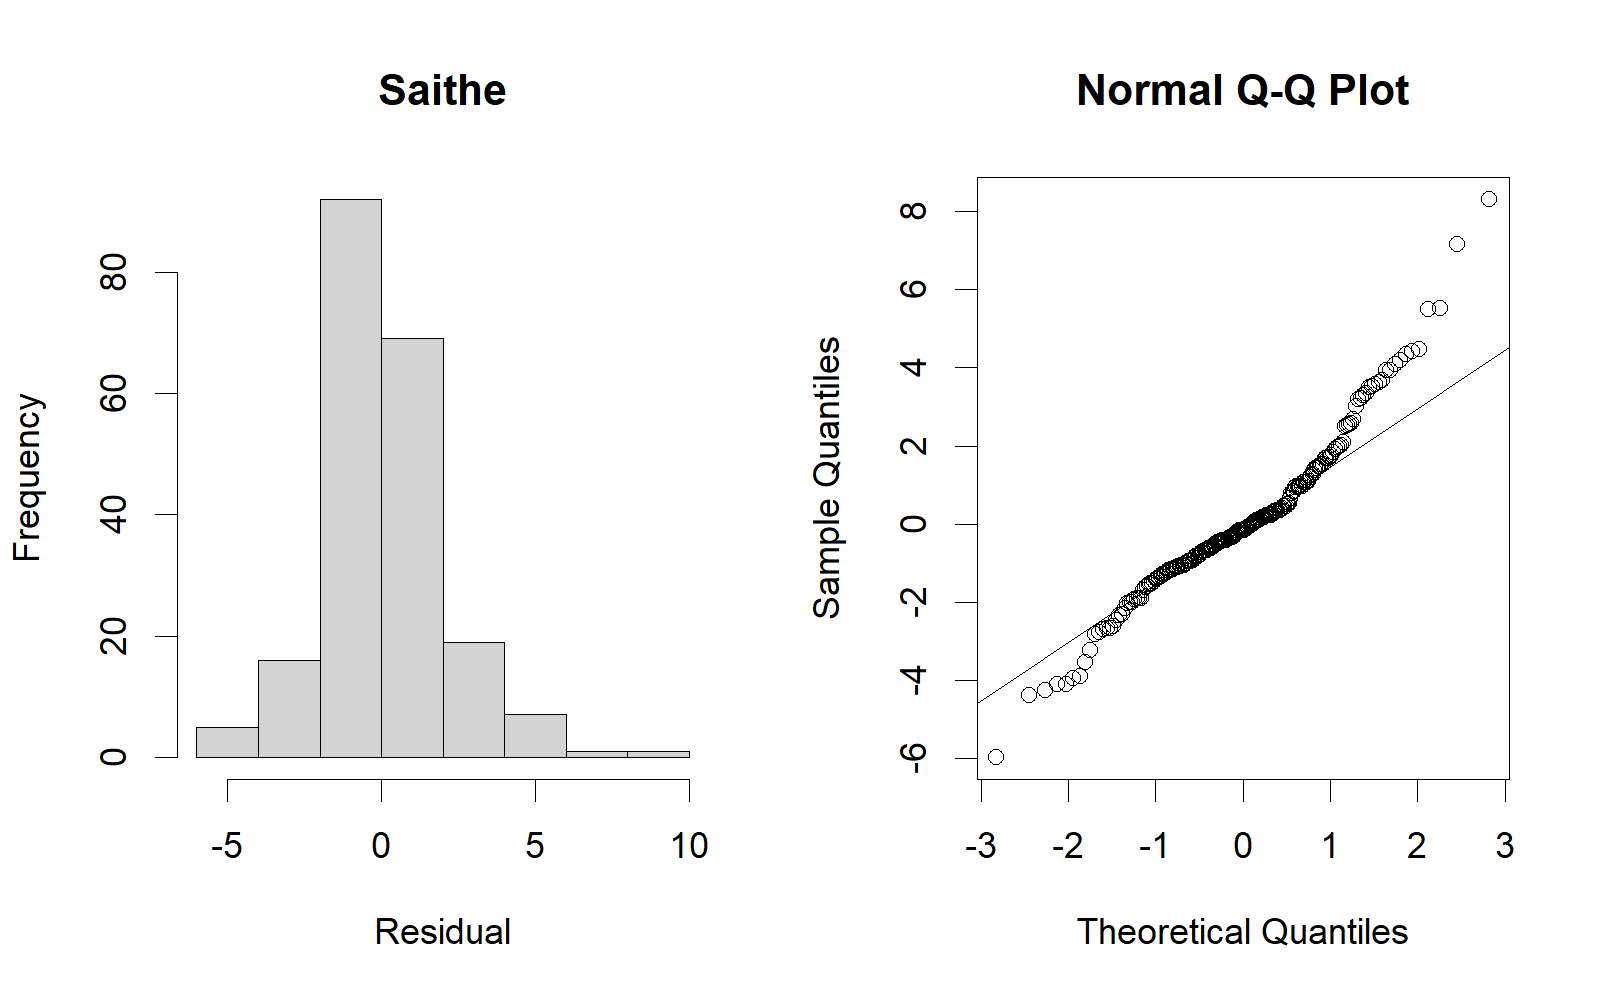 Saithe
Frequency
80
60
40
20
0
-5 0 5 10
Residual
Normal Q-Q Plot
Sample Quantiles
8
6
4
2
0
-2
-4
-6
-3 -2 -1 0 1 2 3
Theoretical Quantiles